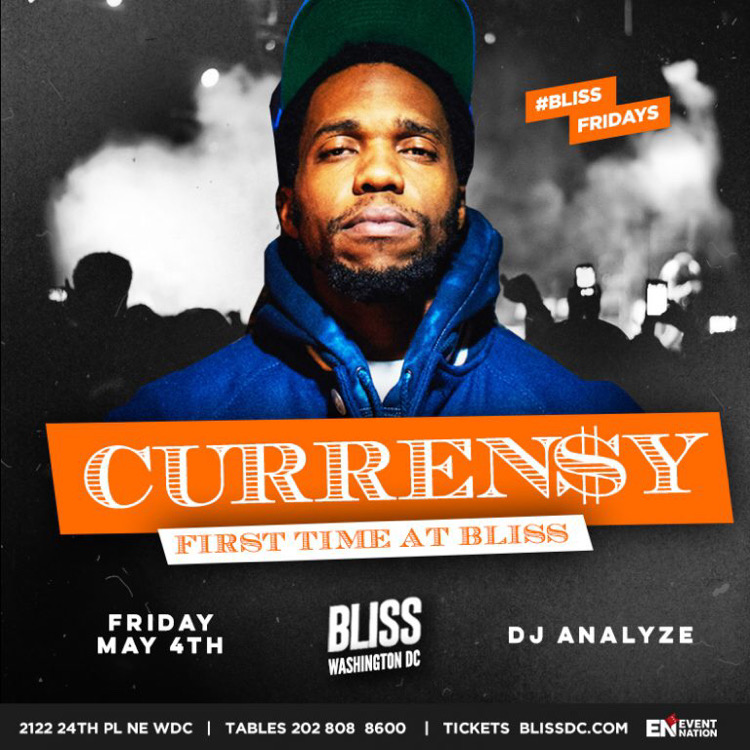 #BLISS
FRIDAYS
CURREN$Y
FIRST TIME AT BLISS
FRIDAY
MAY 4TH
BLISS
WASHINGTON DC
DJ ANALYZE
2122 24TH PL NE WDC | TABLES 202 808 8600 | TICKETS BLISSDC.COM
EN EVENT
NATION